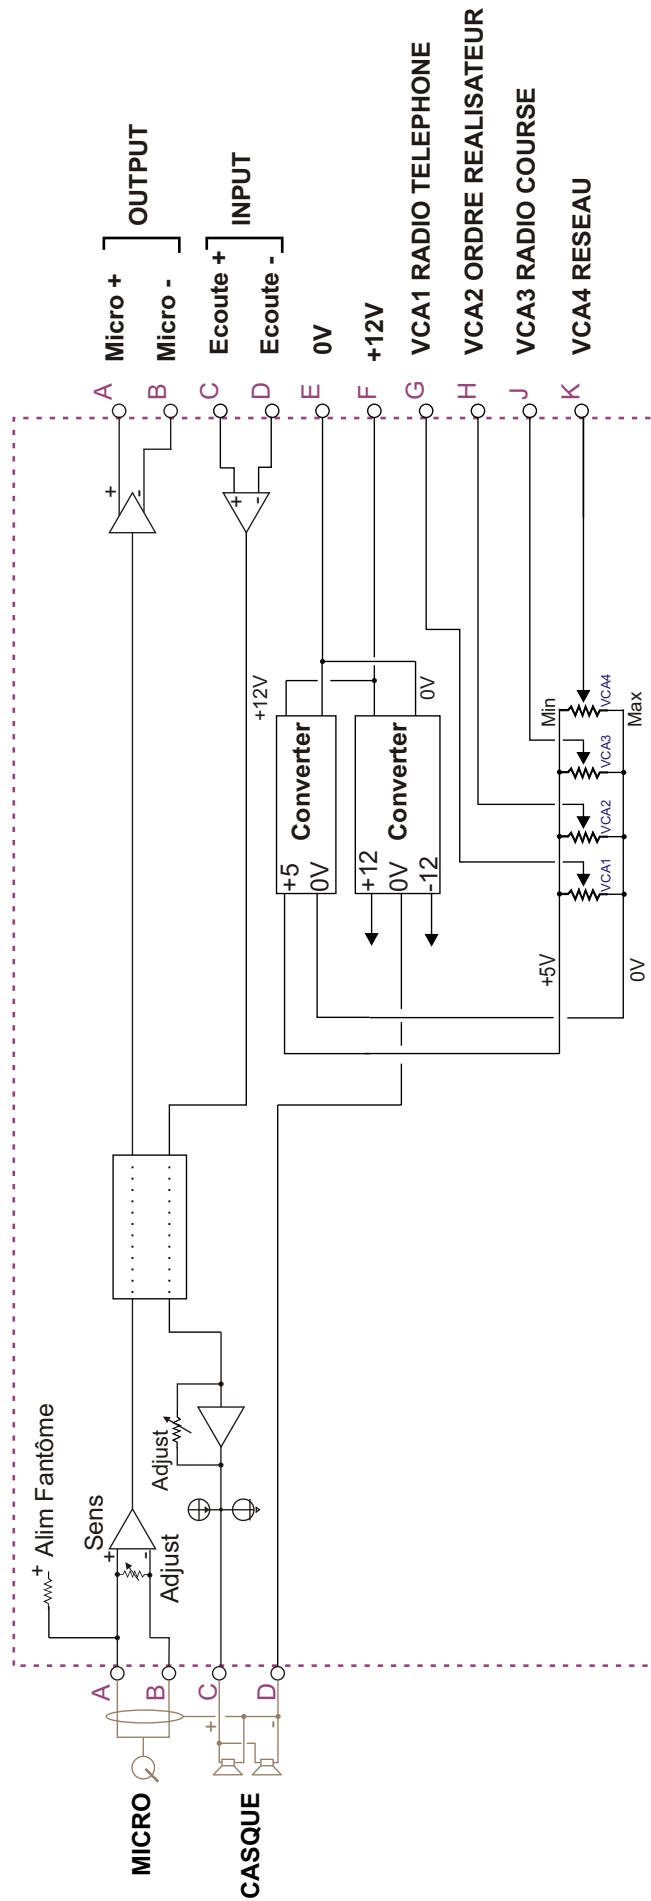 A
Micro +
B
Micro -
OUTPUT
C
Ecoute +
D
Ecoute -
INPUT
E
0V
F
+12V
G
VCA1 RADIO TELEPHONE
H
VCA2 ORDRE REALISATEUR
J
VCA3 RADIO COURSE
K
VCA4 RESEAU
+
-
+
-
+12V
0V
Converter
+5
0V
Converter
+12
0V
-12
Min
Max
VCA4
VCA3
VCA2
VCA1
+5V
0V
+ Alim Fantôme
Sens
+
-
Adjust
Adjust
A
B
C
D
+
-
MICRO
CASQUE